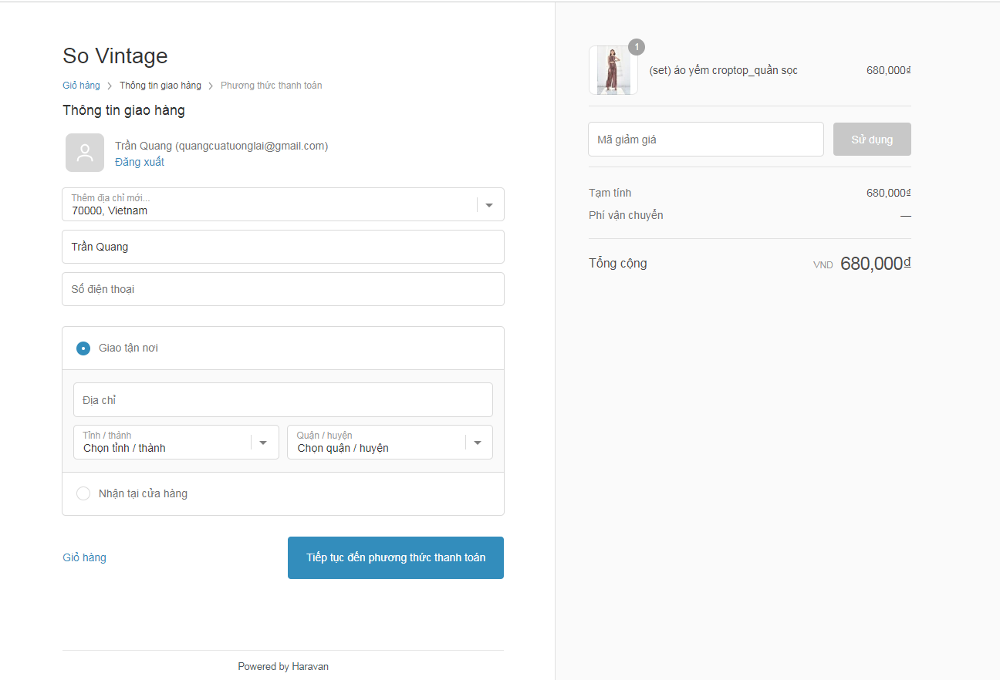 So Vintage
Giỏ hàng > Thông tin giao hàng > Phương thức thanh toán
Thông tin giao hàng
Trần Quang (quangcuatuonglai@gmail.com)
Đăng xuất
Thêm địa chỉ mới...
70000, Vietnam
Trần Quang
Số điện thoại
Giao tận nơi
Địa chỉ
Tỉnh / thành
Chọn tỉnh / thành
Quận / huyện
Chọn quận / huyện
Nhận tại cửa hàng
Giỏ hàng
Tiếp tục đến phương thức thanh toán
Powered by Haravan
1
(set) áo yếm croptop_quần sọc 680,000₫
Mã giảm giá
Sử dụng
Tạm tính 680,000₫
Phí vận chuyển —
Tổng cộng VND 680,000₫